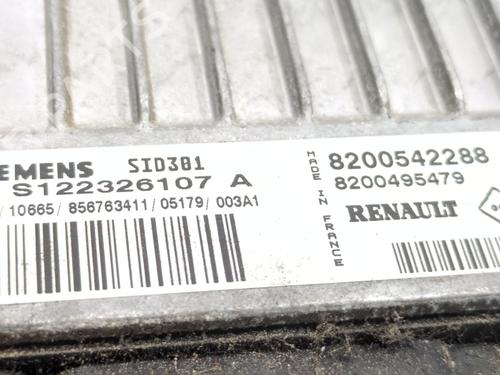 EMENS SID301
S122326107 A
/ 10665/ 856763411/05179/ 003A1
MADE IN FRANCE
8200542288
8200495479
RENAULT